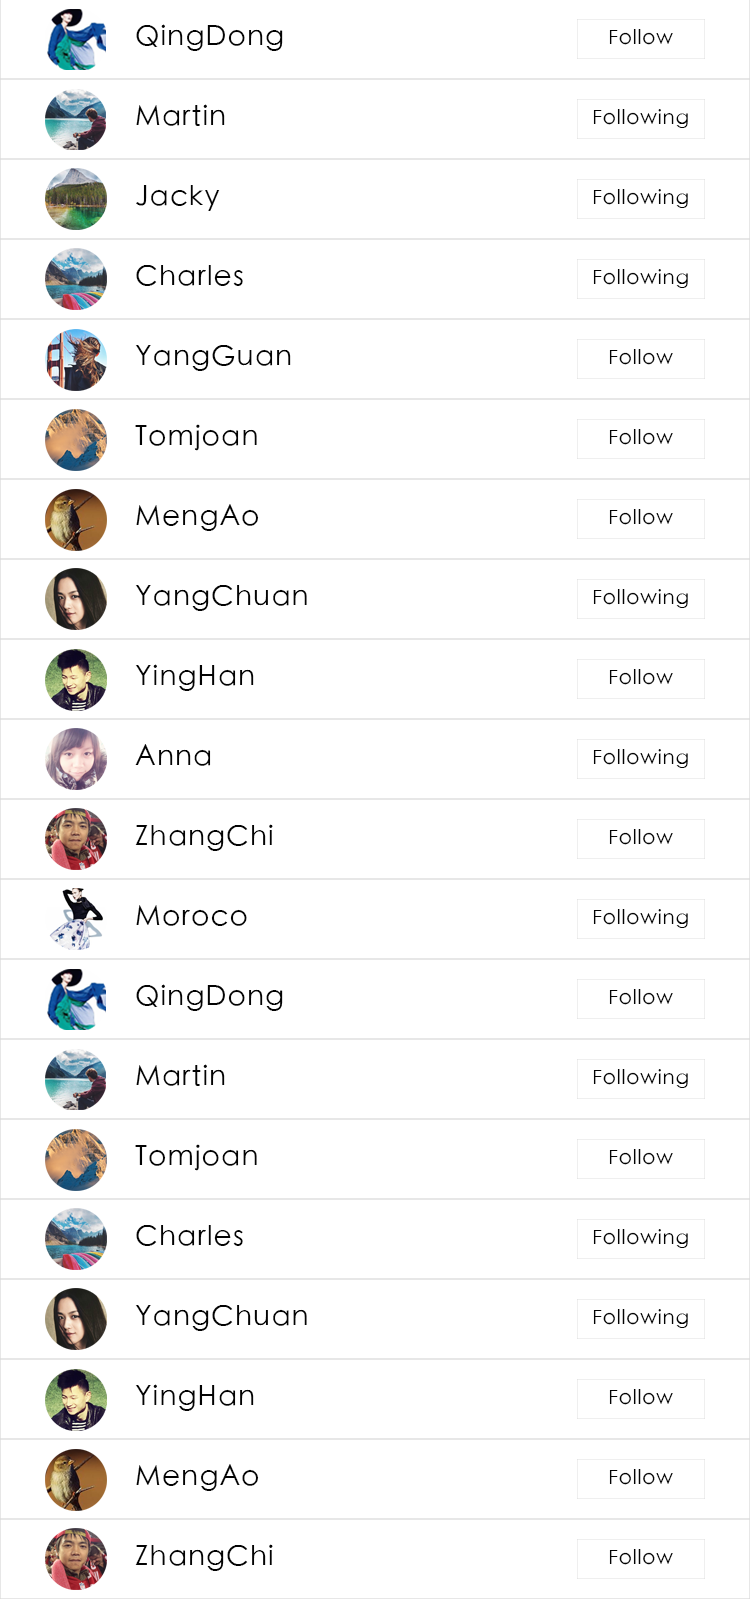 QingDong Follow
Martin Following
Jacky Following
Charles Following
YangGuan Follow
Tomjoan Follow
MengAo Follow
YangChuan Following
YingHan Follow
Anna Following
ZhangChi Follow
Moroco Following
QingDong Follow
Martin Following
Tomjoan Follow
Charles Following
YangChuan Following
YingHan Follow
MengAo Follow
ZhangChi Follow